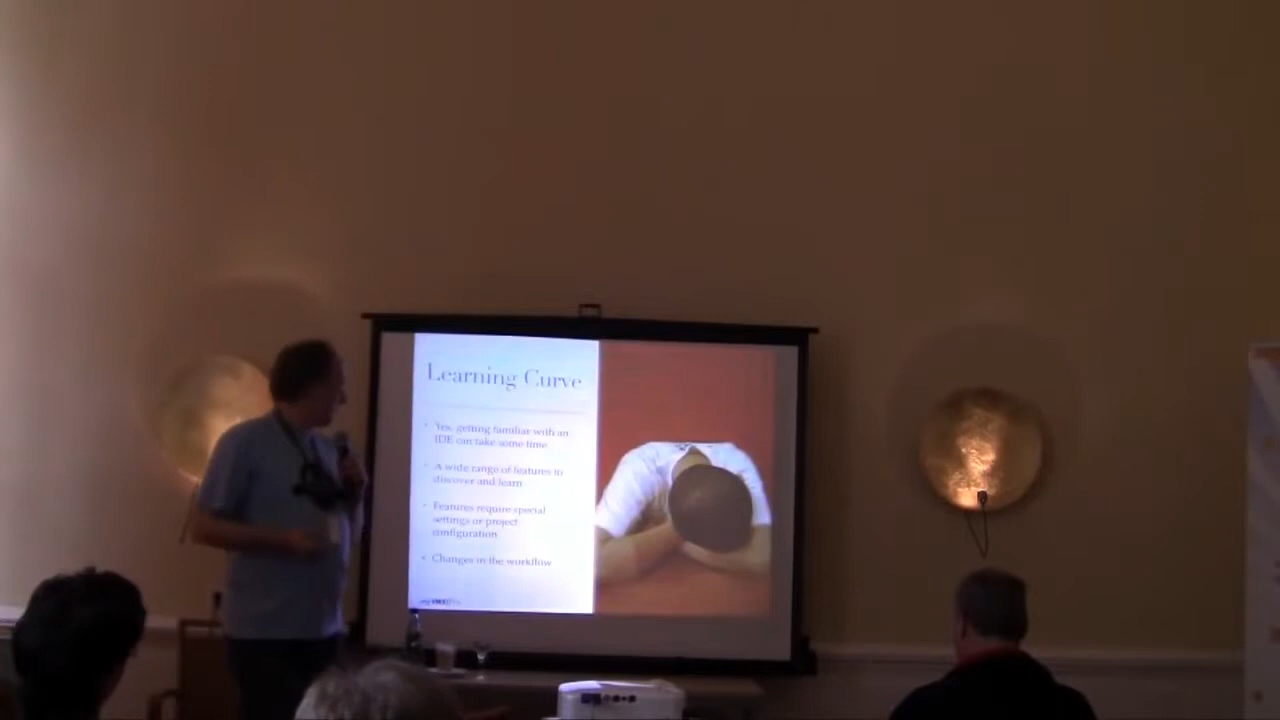 Learning Curve
Yes, getting familiar with an
IDE can take some time
A wide range of features to
discover and learn
Features require special
settings or project
configuration
Changes in the workflow